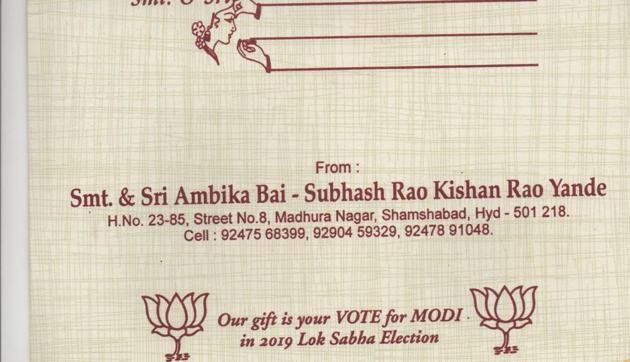 Smt. & Sri
From :
Smt. & Sri Ambika Bai - Subhash Rao Kishan Rao Yande
H.No. 23-85, Street No.8, Madhura Nagar, Shamshabad, Hyd - 501 218.
Cell : 92475 68399, 92904 59329, 92478 91048.
Our gift is your VOTE for MODI
in 2019 Lok Sabha Election